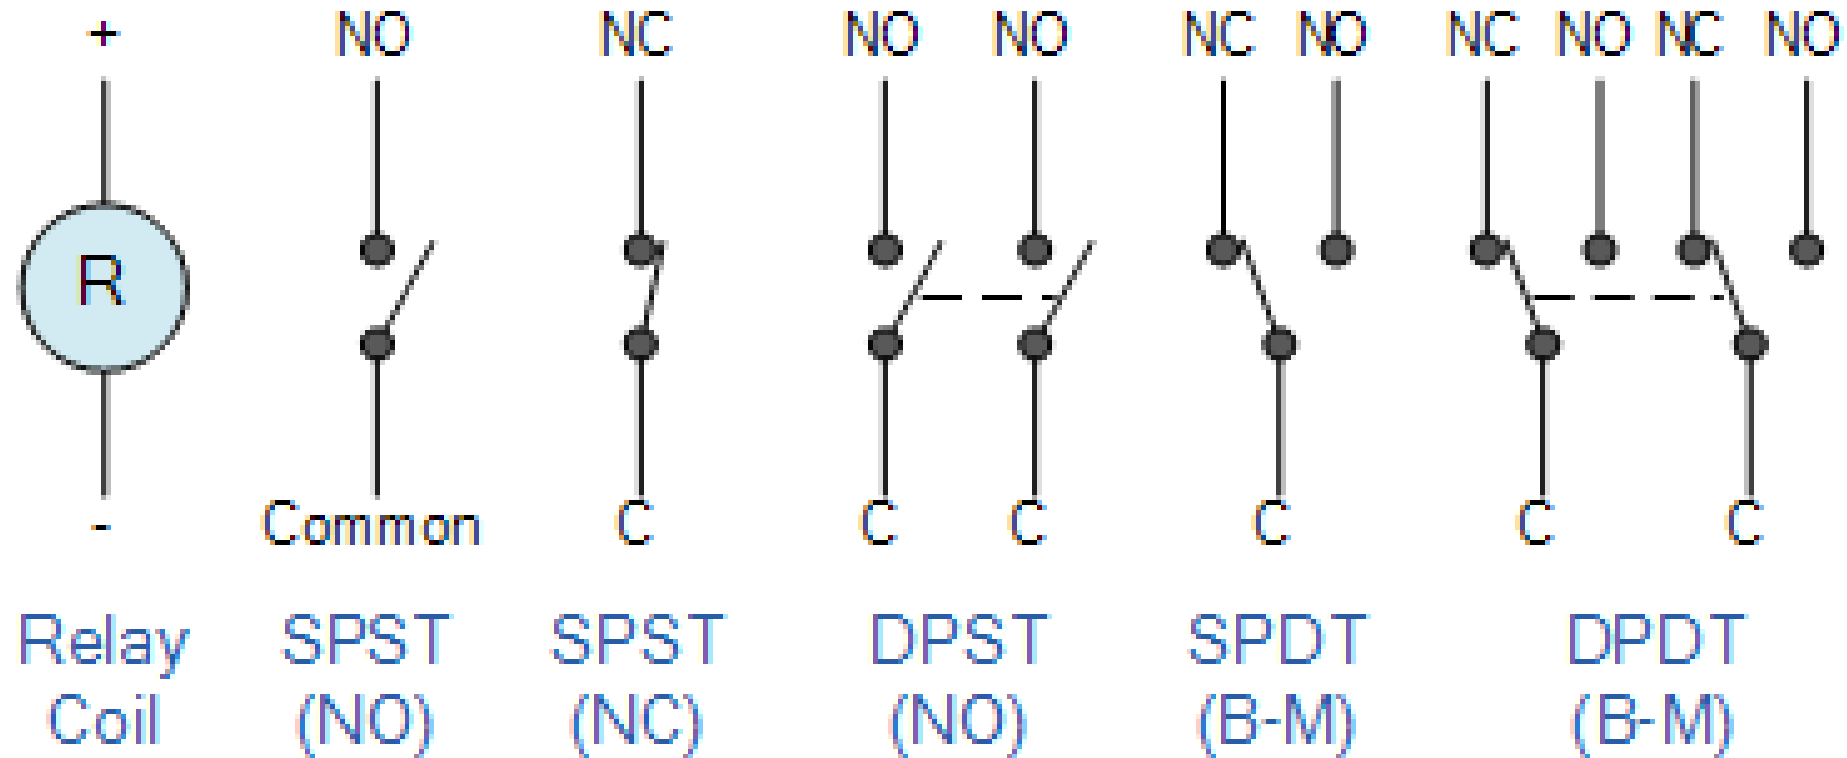 + NO NC NO NO NC NO NC NO NC NO
R
- Common C C C C C C
Relay SPST SPST DPST SPDT DPDT
Coil (NO) (NC) (NO) (B-M) (B-M)